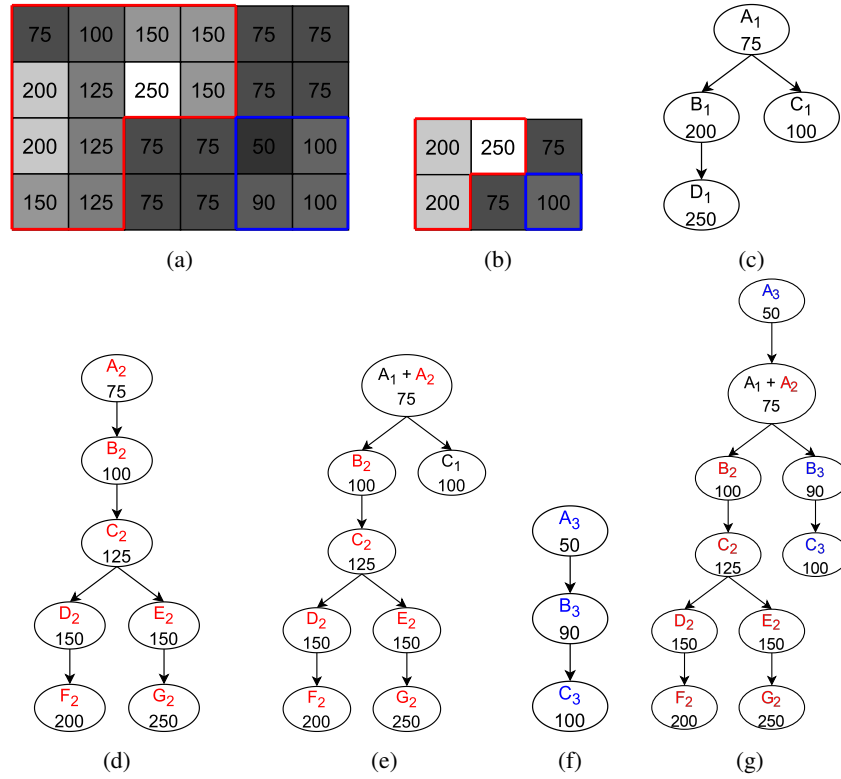 75 100 150 150 75 75
200 125 250 150 75 75
200 125 75 75 50 100
150 125 75 75 90 100
(a)
200 250 75
200 75 100
(b)
A1
75
B1
200
C1
100
D1
250
(c)
A2
75
B2
100
C2
125
D2
150
E2
150
F2
200
G2
250
(d)
A1 + A2
75
B2
100
C1
100
C2
125
D2
150
E2
150
F2
200
G2
250
(e)
A3
50
B3
90
C3
100
(f)
A3
50
A1 + A2
75
B2
100
B3
90
C2
125
C3
100
D2
150
E2
150
F2
200
G2
250
(g)